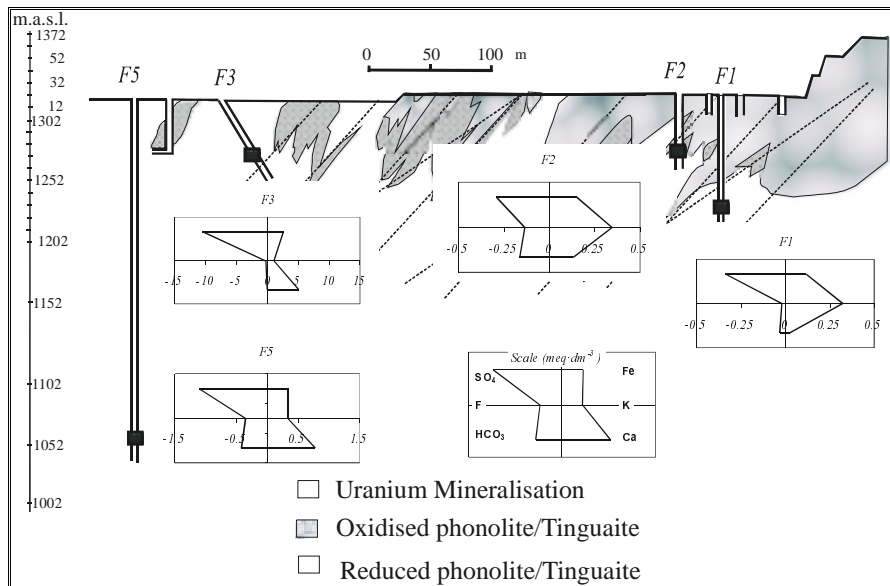 m.a.s.l.
1372
52
32
12
1302
1252
1202
1152
1102
1052
1002
0 50 100 m
F5
F3
F2
F1
F2
-0.5 -0.25 0 0.25 0.5
F3
-15 -10 -5 0 5 10 15
F1
-0.5 -0.25 0 0.25 0.5
F5
-1.5 -0.5 0.5 1.5
Scale (meq·dm-3)
SO4 Fe
F K
HCO3 Ca
Uranium Mineralisation
Oxidised phonolite/Tinguaite
Reduced phonolite/Tinguaite